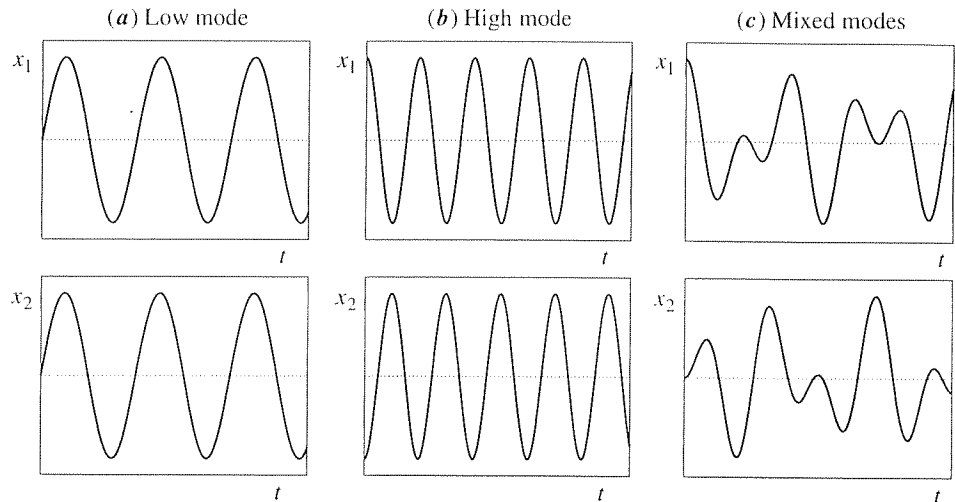 (a) Low mode
(b) High mode
(c) Mixed modes
x₁
x₁
x₁
t
t
t
x₂
x₂
x₂
t
t
t